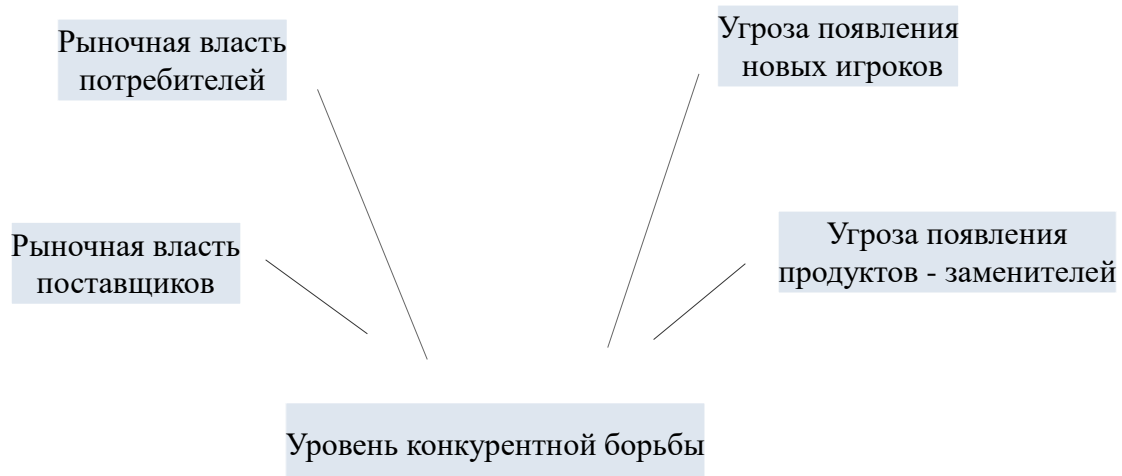 Рыночная власть
потребителей
Угроза появления
новых игроков
Рыночная власть
поставщиков
Угроза появления
продуктов - заменителей
Уровень конкурентной борьбы